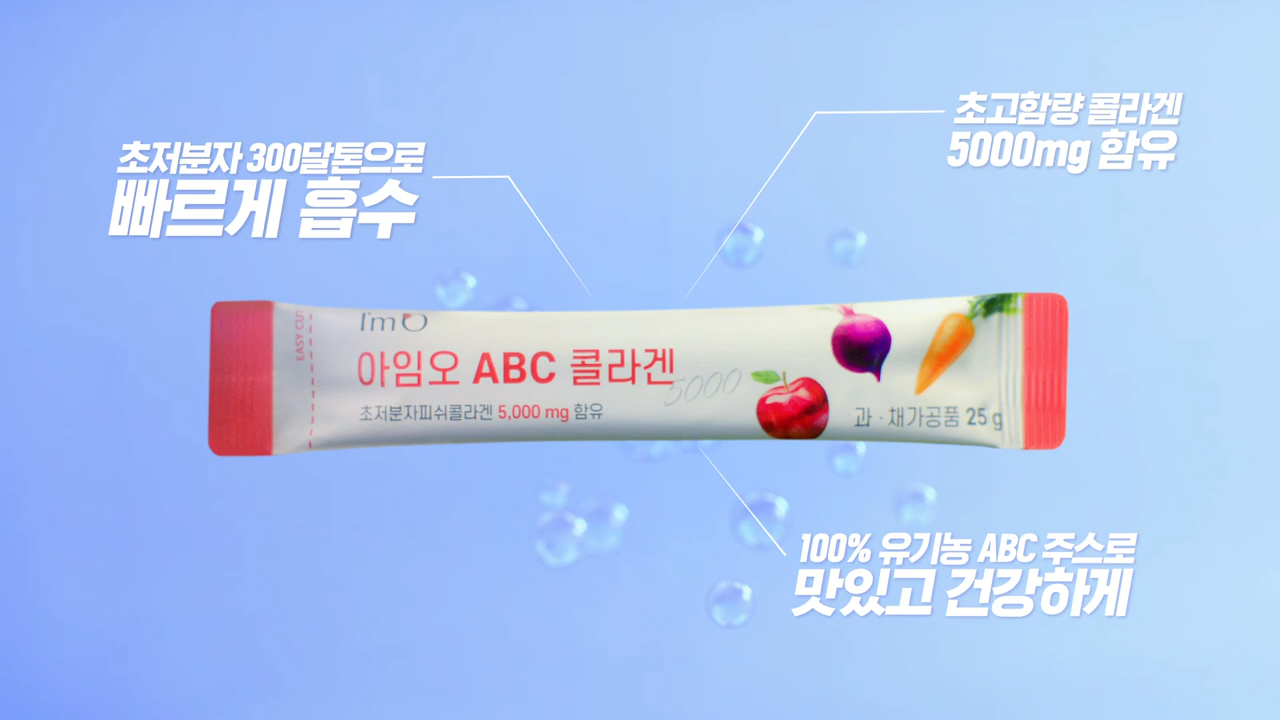 초저분자 300달톤으로
빠르게 흡수
초고함량 콜라겐
5000mg 함유
I'm O
EASY CUT
아임오 ABC 콜라겐
5000
초저분자피쉬콜라겐 5,000 mg 함유
과 · 채가공품 25 g
100% 유기농 ABC 주스로
맛있고 건강하게